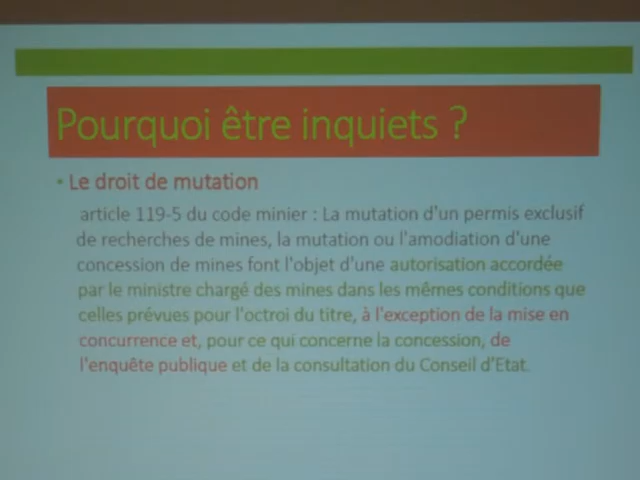 Pourquoi être inquiets ?
• Le droit de mutation
article 119-5 du code minier : La mutation d'un permis exclusif
de recherches de mines, la mutation ou l'amodiation d'une
concession de mines font l'objet d'une autorisation accordée
par le ministre chargé des mines dans les mêmes conditions que
celles prévues pour l'octroi du titre, à l'exception de la mise en
concurrence et, pour ce qui concerne la concession, de
l'enquête publique et de la consultation du Conseil d'Etat.